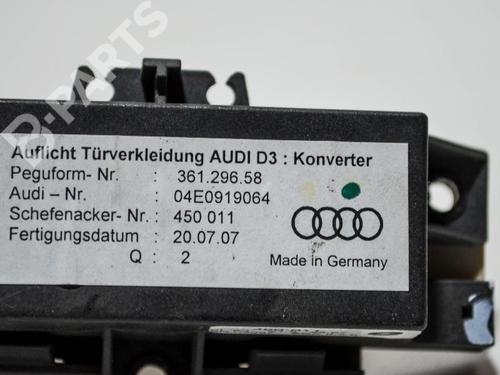 B-PARTS
Auflicht Türverkleidung AUDI D3 : Konverter
Peguform- Nr. : 361.296.58
Audi – Nr. : 04E0919064
Schefenacker- Nr. : 450 011
Fertigungsdatum : 20.07.07
Q : 2
Made in Germany